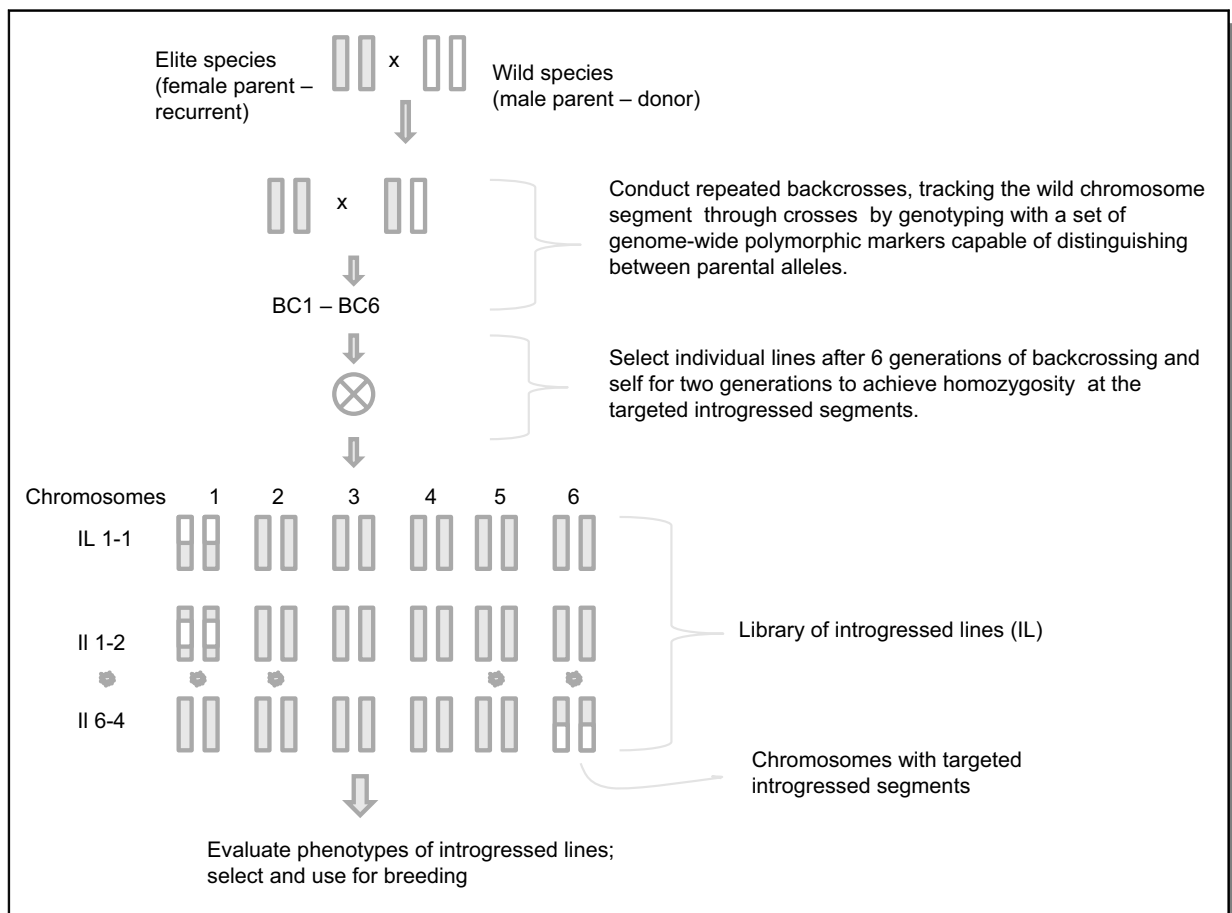 Elite species
(female parent –
recurrent)
x
Wild species
(male parent – donor)
x
Conduct repeated backcrosses, tracking the wild chromosome
segment through crosses by genotyping with a set of
genome-wide polymorphic markers capable of distinguishing
between parental alleles.
BC1 – BC6
Select individual lines after 6 generations of backcrossing and
self for two generations to achieve homozygosity at the
targeted introgressed segments.
Chromosomes 1 2 3 4 5 6
IL 1-1
Il 1-2
Library of introgressed lines (IL)
Il 6-4
Chromosomes with targeted
introgressed segments
Evaluate phenotypes of introgressed lines;
select and use for breeding